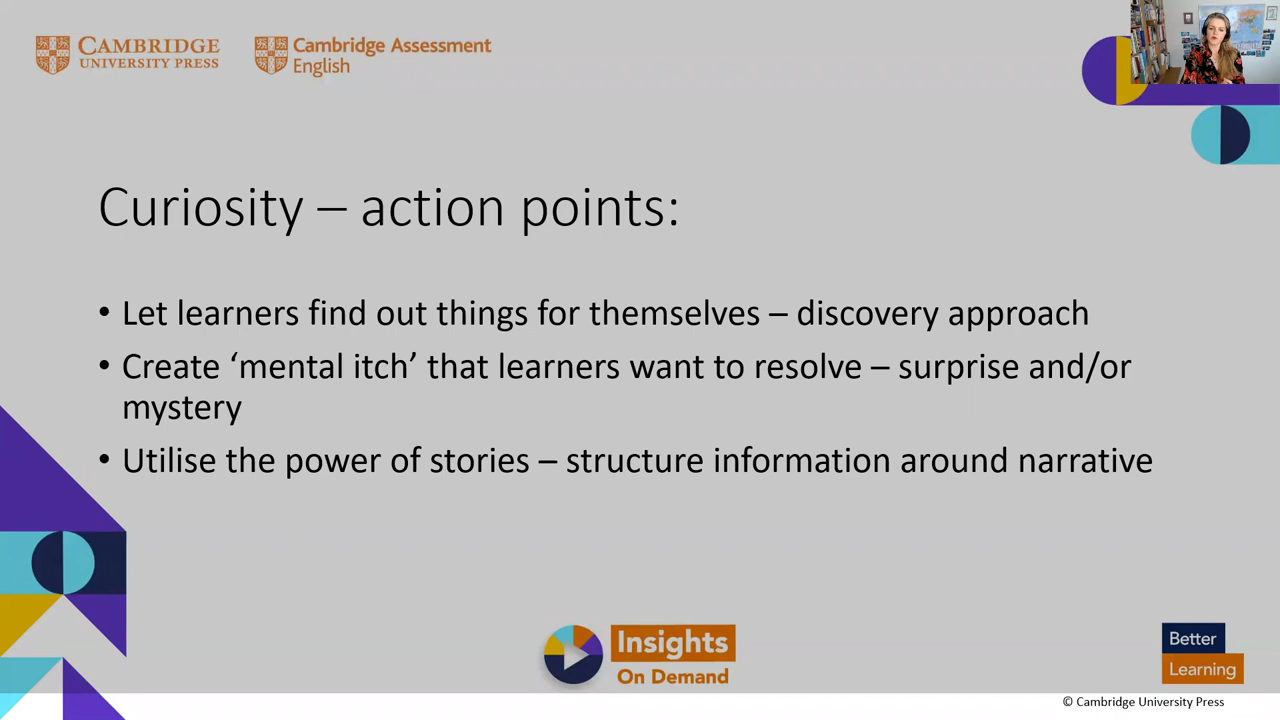 CAMBRIDGE
UNIVERSITY PRESS
Cambridge Assessment
English
Curiosity – action points:
• Let learners find out things for themselves – discovery approach
• Create ‘mental itch’ that learners want to resolve – surprise and/or
mystery
• Utilise the power of stories – structure information around narrative
Insights
On Demand
Better
Learning
© Cambridge University Press